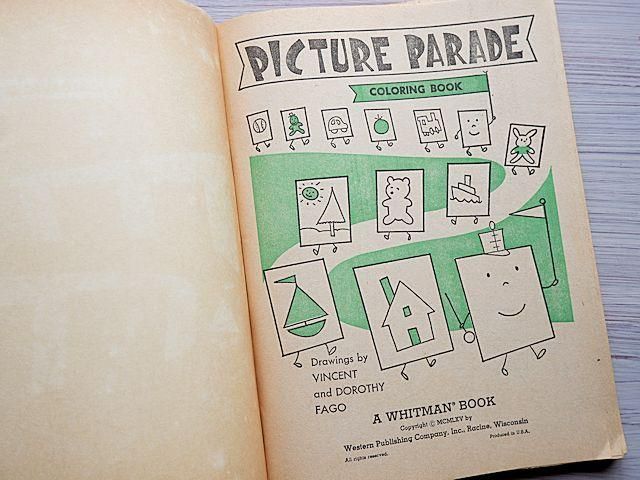 PICTURE PARADE
COLORING BOOK
Drawings by
VINCENT
and DOROTHY
FAGO
A WHITMAN® BOOK
Copyright © MCMLXV by
Western Publishing Company, Inc., Racine, Wisconsin
All rights reserved.
Produced in U.S.A.